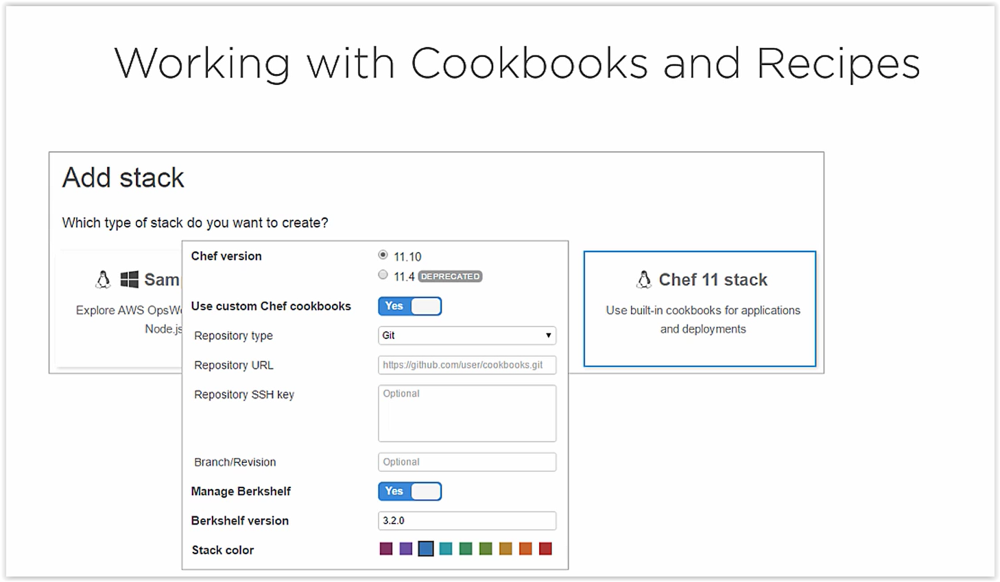 Working with Cookbooks and Recipes
Add stack
Which type of stack do you want to create?
Sam
Explore AWS OpsW
Node.js
Chef version
11.10
11.4 DEPRECATED
Use custom Chef cookbooks Yes
Repository type Git
Repository URL https://github.com/user/cookbooks.git
Repository SSH key Optional
Branch/Revision Optional
Manage Berkshelf Yes
Berkshelf version 3.2.0
Stack color
Chef 11 stack
Use built-in cookbooks for applications
and deployments